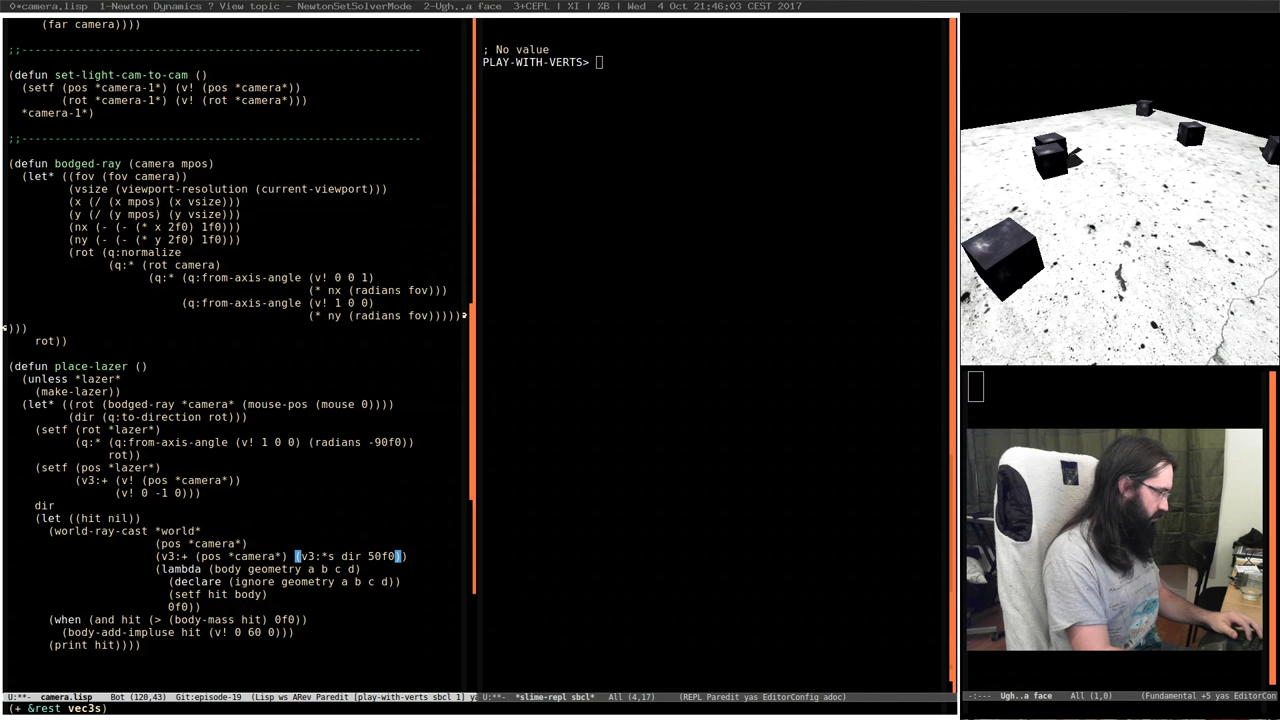 0*camera.lisp  1-Newton Dynamics ? View topic - NewtonSetSolverMode  2-Ugh..a face  3+CEPL | XI | XB | Wed  4 Oct 21:46:03 CEST 2017
(far camera))))
;;------------------------------------------------------------
(defun set-light-cam-to-cam ()
(setf (pos *camera-1*) (v! (pos *camera*))
(rot *camera-1*) (v! (rot *camera*)))
*camera-1*)
;;------------------------------------------------------------
(defun bodged-ray (camera mpos)
(let* ((fov (fov camera))
(vsize (viewport-resolution (current-viewport)))
(x (/ (x mpos) (x vsize)))
(y (/ (y mpos) (y vsize)))
(nx (- (- (* x 2f0) 1f0)))
(ny (- (- (* y 2f0) 1f0)))
(rot (q:normalize
(q:* (rot camera)
(q:* (q:from-axis-angle (v! 0 0 1)
(* nx (radians fov)))
(q:from-axis-angle (v! 1 0 0)
(* ny (radians fov)))))
)))
rot))
(defun place-lazer ()
(unless *lazer*
(make-lazer))
(let* ((rot (bodged-ray *camera* (mouse-pos (mouse 0))))
(dir (q:to-direction rot)))
(setf (rot *lazer*)
(q:* (q:from-axis-angle (v! 1 0 0) (radians -90f0))
rot))
(setf (pos *lazer*)
(v3:+ (v! (pos *camera*))
(v! 0 -1 0)))
dir
(let ((hit nil))
(world-ray-cast *world*
(pos *camera*)
(v3:+ (pos *camera*) (v3:*s dir 50f0))
(lambda (body geometry a b c d)
(declare (ignore geometry a b c d))
(setf hit body)
0f0))
(when (and hit (> (body-mass hit) 0f0))
(body-add-impluse hit (v! 0 60 0)))
(print hit))))
U:**-  camera.lisp    Bot (120,43)  Git:episode-19  (Lisp ws ARev Paredit [play-with-verts sbcl 1] ya
(+ &rest vec3s)
; No value
PLAY-WITH-VERTS>
U:**-  *slime-repl sbcl*   All (4,17)     (REPL Paredit yas EditorConfig adoc)
-:---  Ugh..a face    All (1,0)     (Fundamental +5 yas EditorCon